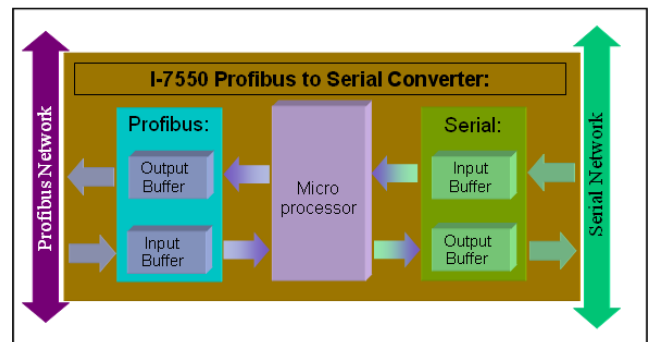 I-7550 Profibus to Serial Converter:
Profibus Network
Profibus:
Output
Buffer
Input
Buffer
Micro
processor
Serial:
Input
Buffer
Output
Buffer
Serial Network